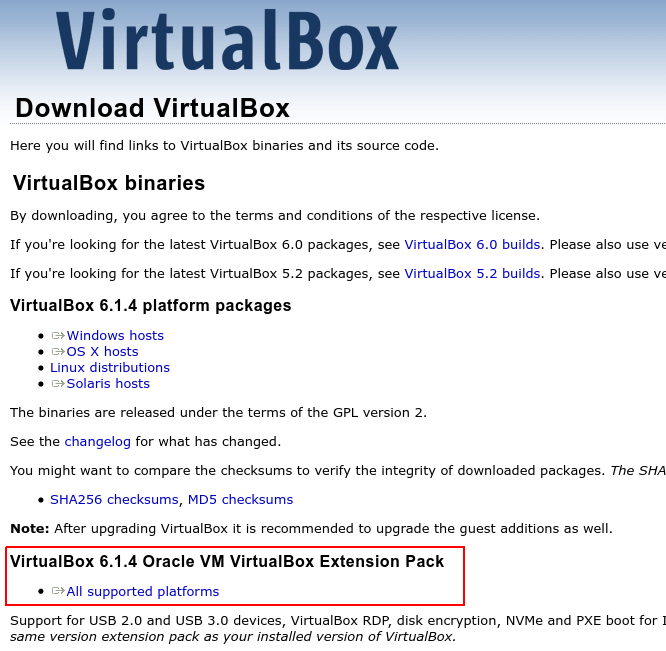 VirtualBox
Download VirtualBox
Here you will find links to VirtualBox binaries and its source code.
VirtualBox binaries
By downloading, you agree to the terms and conditions of the respective license.
If you're looking for the latest VirtualBox 6.0 packages, see VirtualBox 6.0 builds. Please also use
If you're looking for the latest VirtualBox 5.2 packages, see VirtualBox 5.2 builds. Please also use
VirtualBox 6.1.4 platform packages
Windows hosts
OS X hosts
Linux distributions
Solaris hosts
The binaries are released under the terms of the GPL version 2.
See the changelog for what has changed.
You might want to compare the checksums to verify the integrity of downloaded packages. The
SHA256 checksums, MD5 checksums
Note: After upgrading VirtualBox it is recommended to upgrade the guest additions as well.
VirtualBox 6.1.4 Oracle VM VirtualBox Extension Pack
All supported platforms
Support for USB 2.0 and USB 3.0 devices, VirtualBox RDP, disk encryption, NVMe and PXE boot for
same version extension pack as your installed version of VirtualBox.